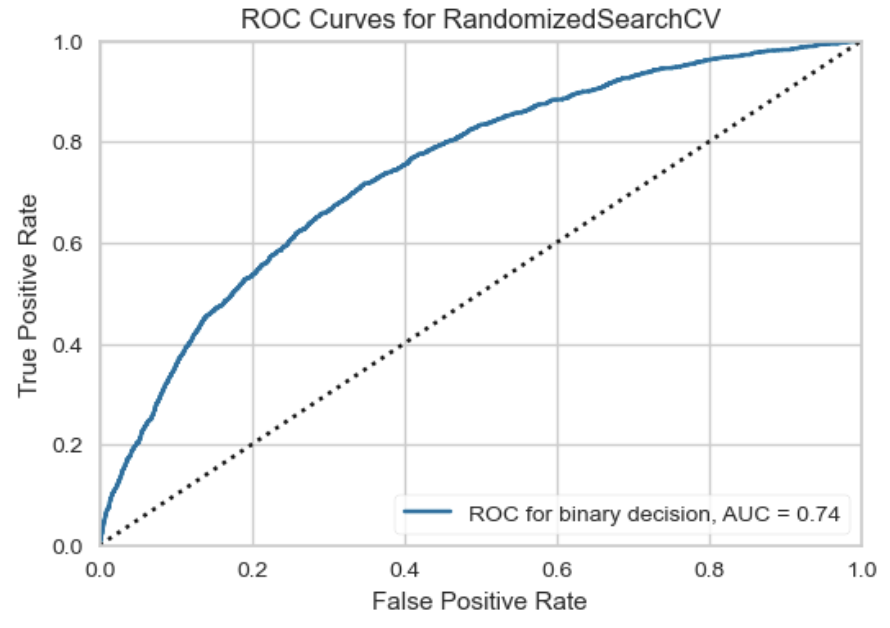 ROC Curves for RandomizedSearchCV
1.0
0.8
0.6
0.4
0.2
0.0
True Positive Rate
ROC for binary decision, AUC = 0.74
0.0 0.2 0.4 0.6 0.8 1.0
False Positive Rate